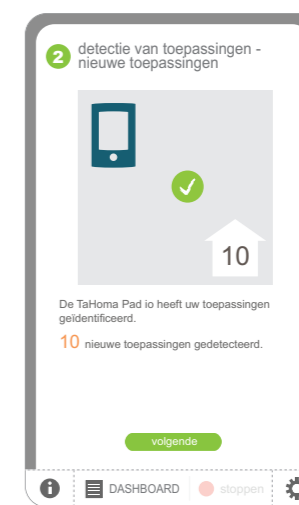 2 detectie van toepassingen -
nieuwe toepassingen
10
De TaHoma Pad io heeft uw toepassingen
geïdentificeerd.
10 nieuwe toepassingen gedetecteerd.
volgende
DASHBOARD stoppen